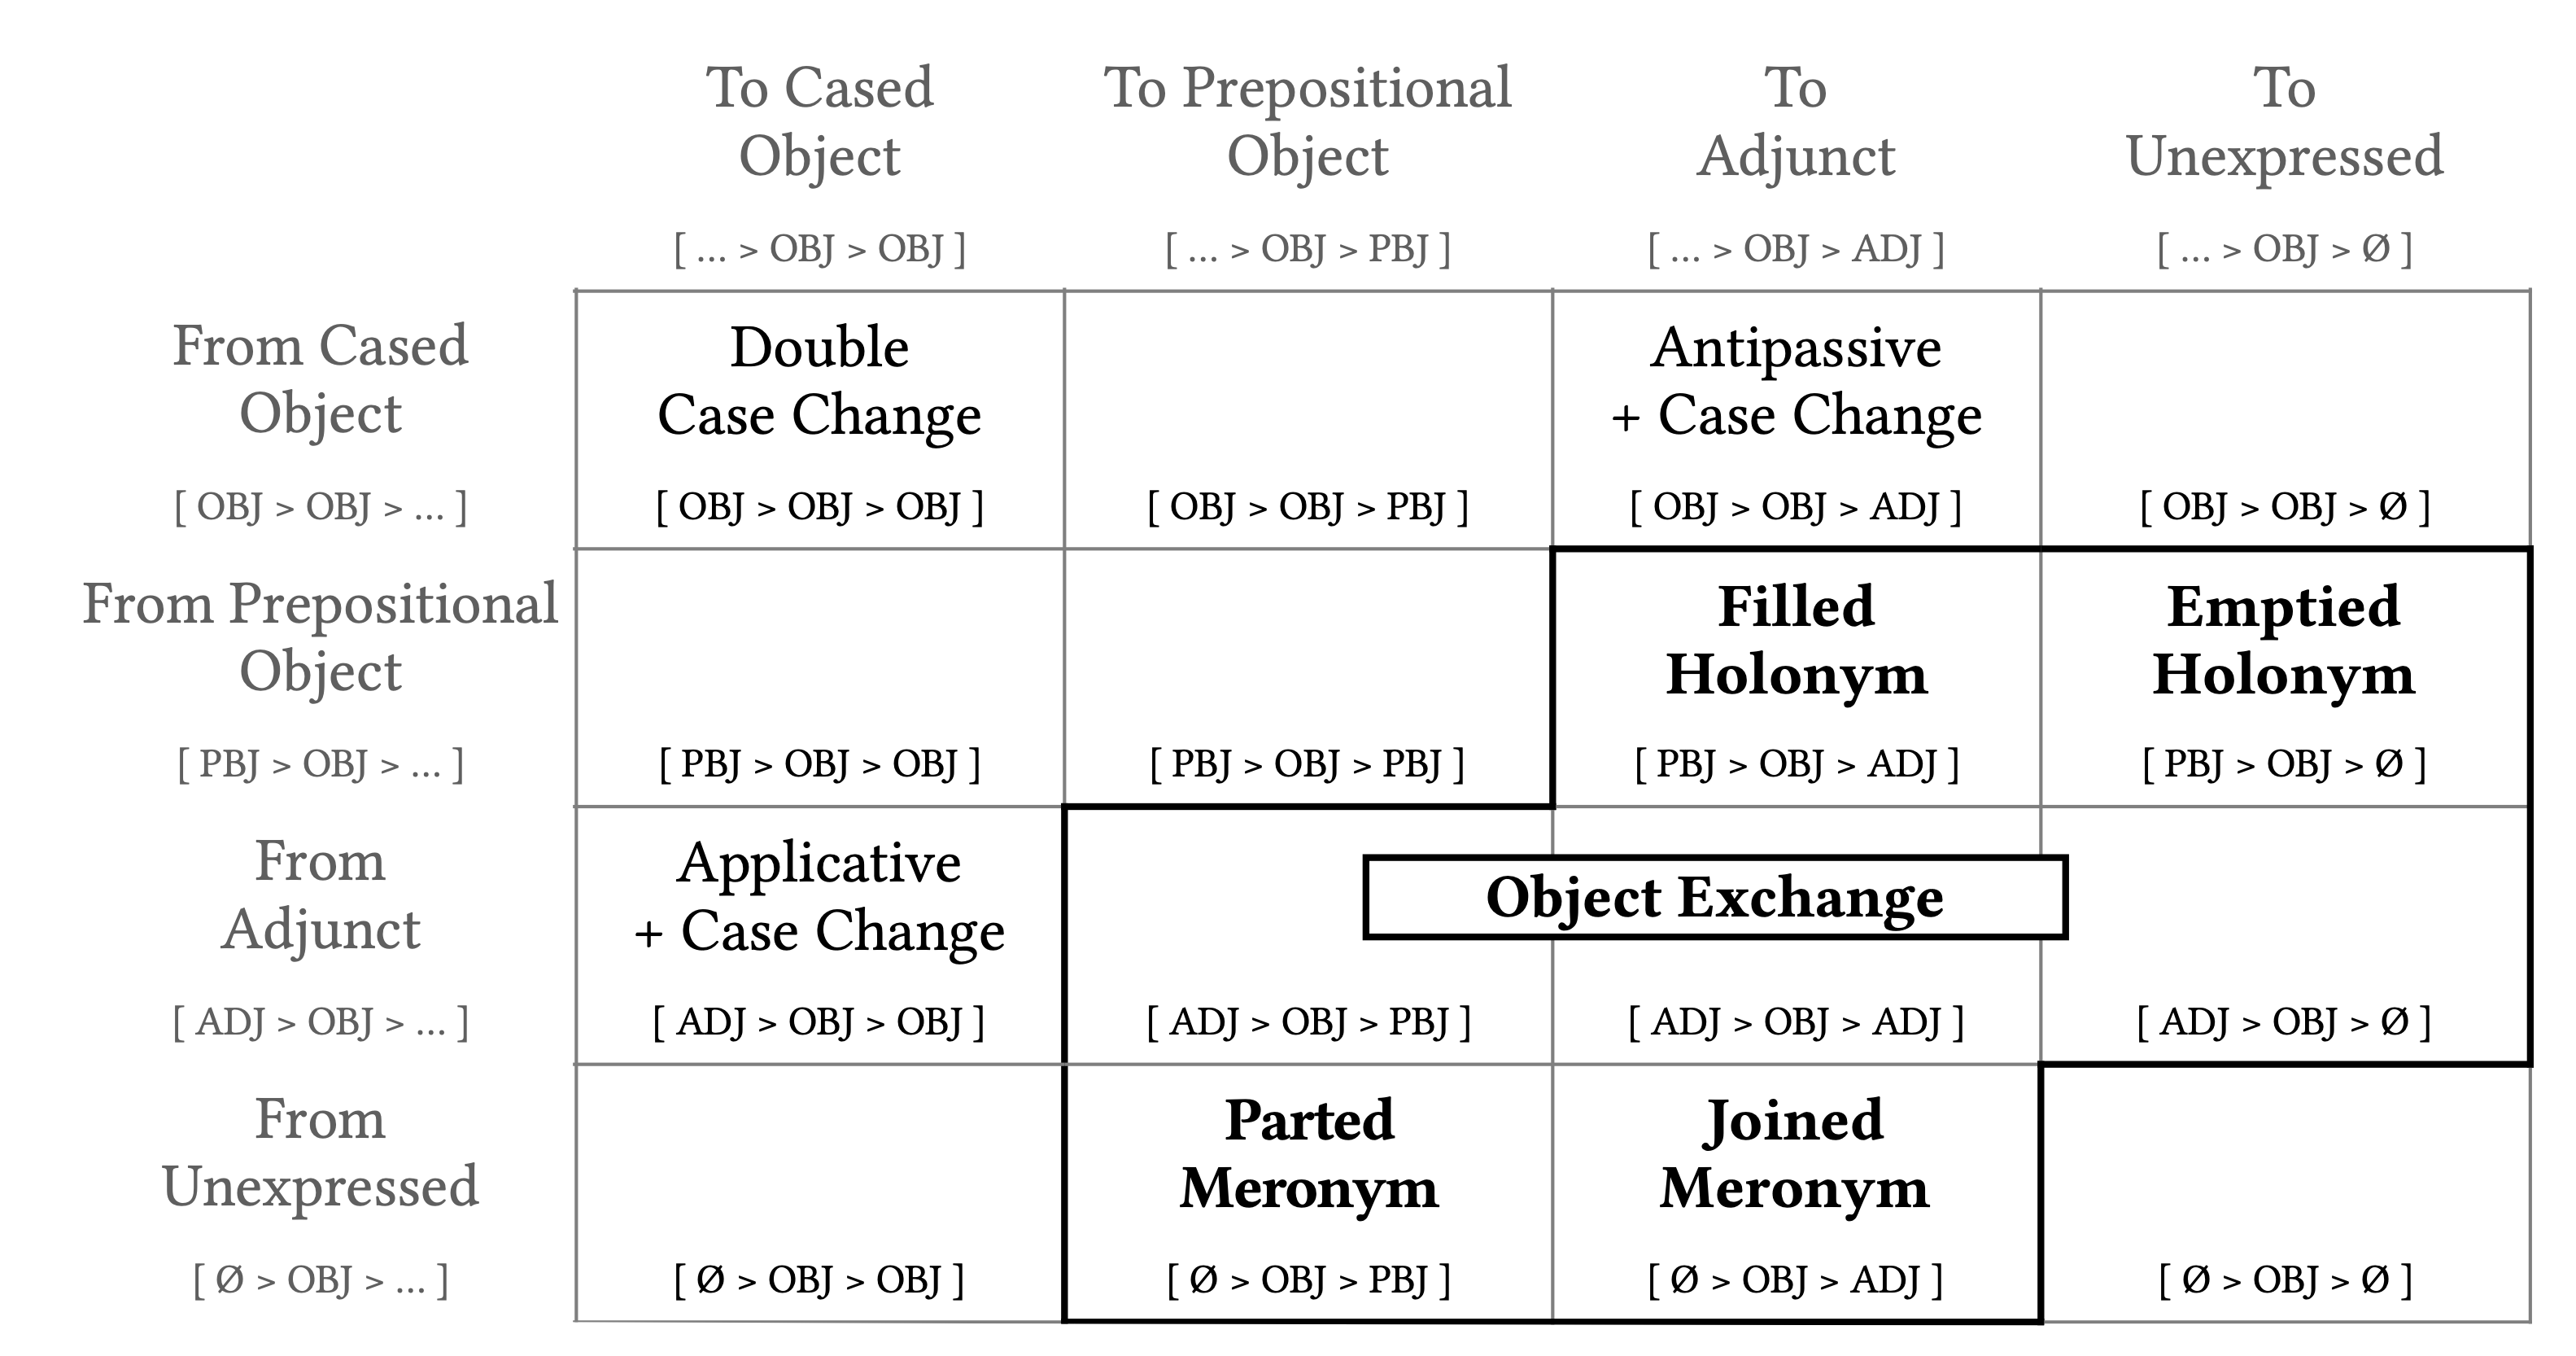 To Cased To Prepositional To To
Object Object Adjunct Unexpressed
[ ... > OBJ > OBJ ] [ ... > OBJ > PBJ ] [ ... > OBJ > ADJ ] [ ... > OBJ > Ø ]
From Cased Double Antipassive
Object Case Change + Case Change
[ OBJ > OBJ > ... ] [ OBJ > OBJ > OBJ ] [ OBJ > OBJ > PBJ ] [ OBJ > OBJ > ADJ ] [ OBJ > OBJ > Ø ]
From Prepositional Filled Emptied
Object Holonym Holonym
[ PBJ > OBJ > ... ] [ PBJ > OBJ > OBJ ] [ PBJ > OBJ > PBJ ] [ PBJ > OBJ > ADJ ] [ PBJ > OBJ > Ø ]
From Applicative
Object Exchange
Adjunct + Case Change
[ ADJ > OBJ > ... ] [ ADJ > OBJ > OBJ ] [ ADJ > OBJ > PBJ ] [ ADJ > OBJ > ADJ ] [ ADJ > OBJ > Ø ]
From Parted Joined
Unexpressed Meronym Meronym
[ Ø > OBJ > ... ] [ Ø > OBJ > OBJ ] [ Ø > OBJ > PBJ ] [ Ø > OBJ > ADJ ] [ Ø > OBJ > Ø ]